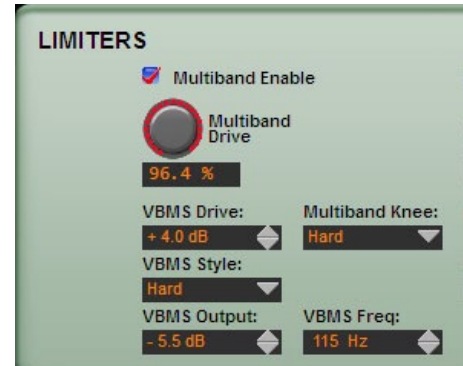 LIMITERS
Multiband Enable
Multiband
Drive
96.4 %
VBMS Drive: Multiband Knee:
+ 4.0 dB Hard
VBMS Style:
Hard
VBMS Output: VBMS Freq:
- 5.5 dB 115 Hz